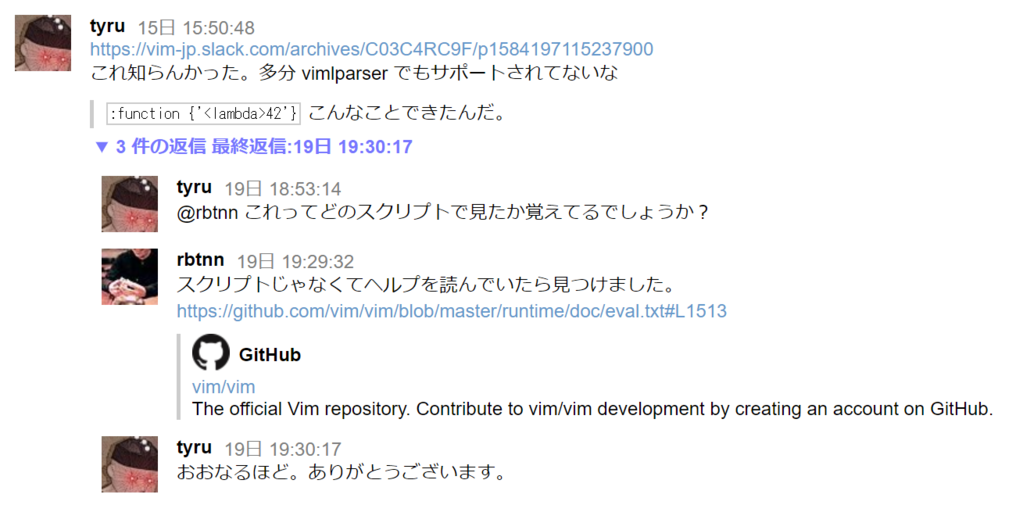 tyru 15日 15:50:48
https://vim-jp.slack.com/archives/C03C4RC9F/p1584197115237900
これ知らんかった。多分 vimlparser でもサポートされてないな
:function {'<lambda>42'} こんなことできたんだ。
▼ 3 件の返信 最終返信:19日 19:30:17
tyru 19日 18:53:14
@rbtnn これってどのスクリプトで見たか覚えてるでしょうか？
rbtnn 19日 19:29:32
スクリプトじゃなくてヘルプを読んでいたら見つけました。
https://github.com/vim/vim/blob/master/runtime/doc/eval.txt#L1513
GitHub
vim/vim
The official Vim repository. Contribute to vim/vim development by creating an account on GitHub.
tyru 19日 19:30:17
おおなるほど。ありがとうございます。